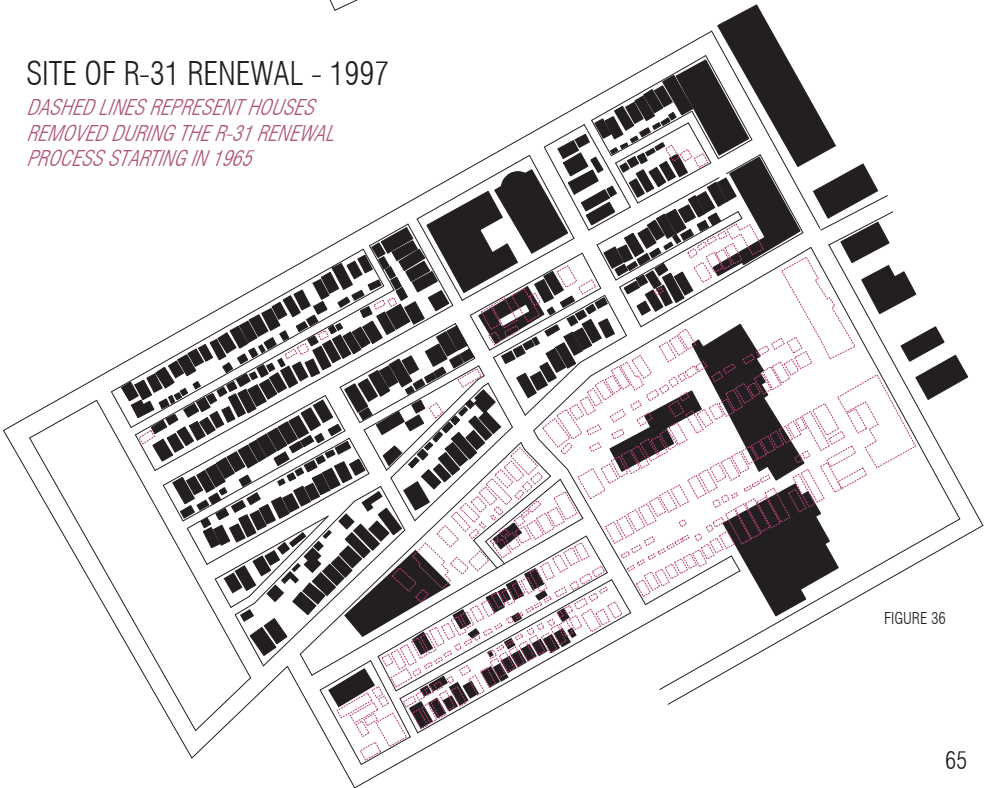 SITE OF R-31 RENEWAL - 1997
DASHED LINES REPRESENT HOUSES
REMOVED DURING THE R-31 RENEWAL
PROCESS STARTING IN 1965
FIGURE 36
65